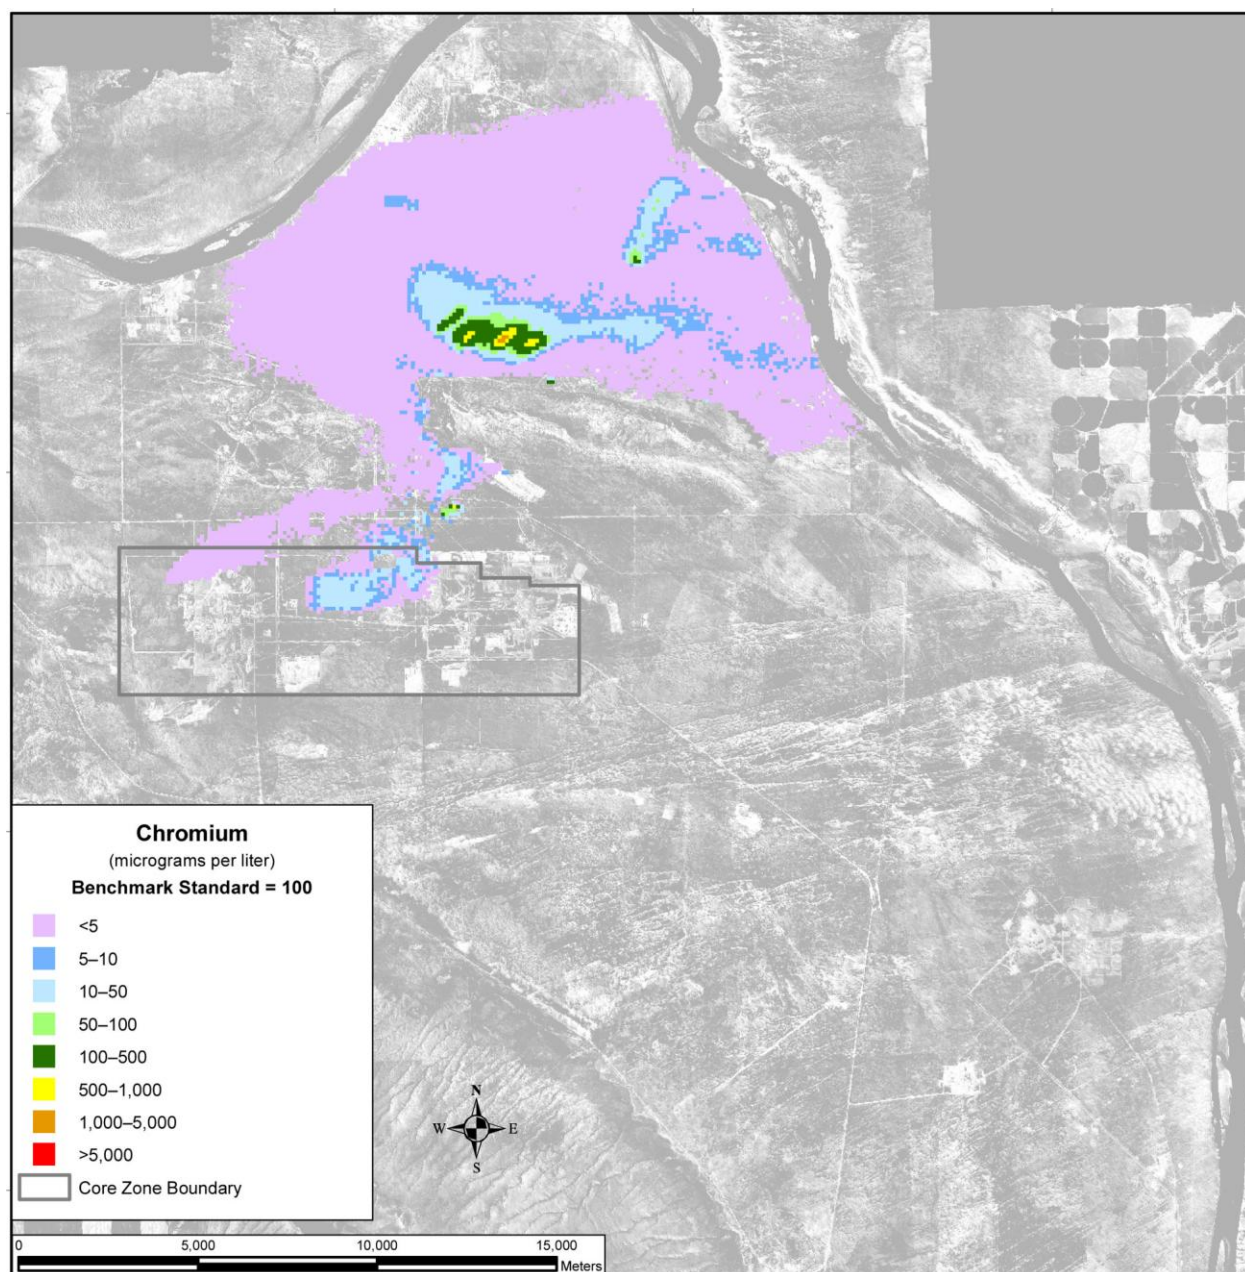 Chromium
(micrograms per liter)
Benchmark Standard = 100
<5
5–10
10–50
50–100
100–500
500–1,000
1,000–5,000
>5,000
Core Zone Boundary
N
W E
S
0 5,000 10,000 15,000
Meters